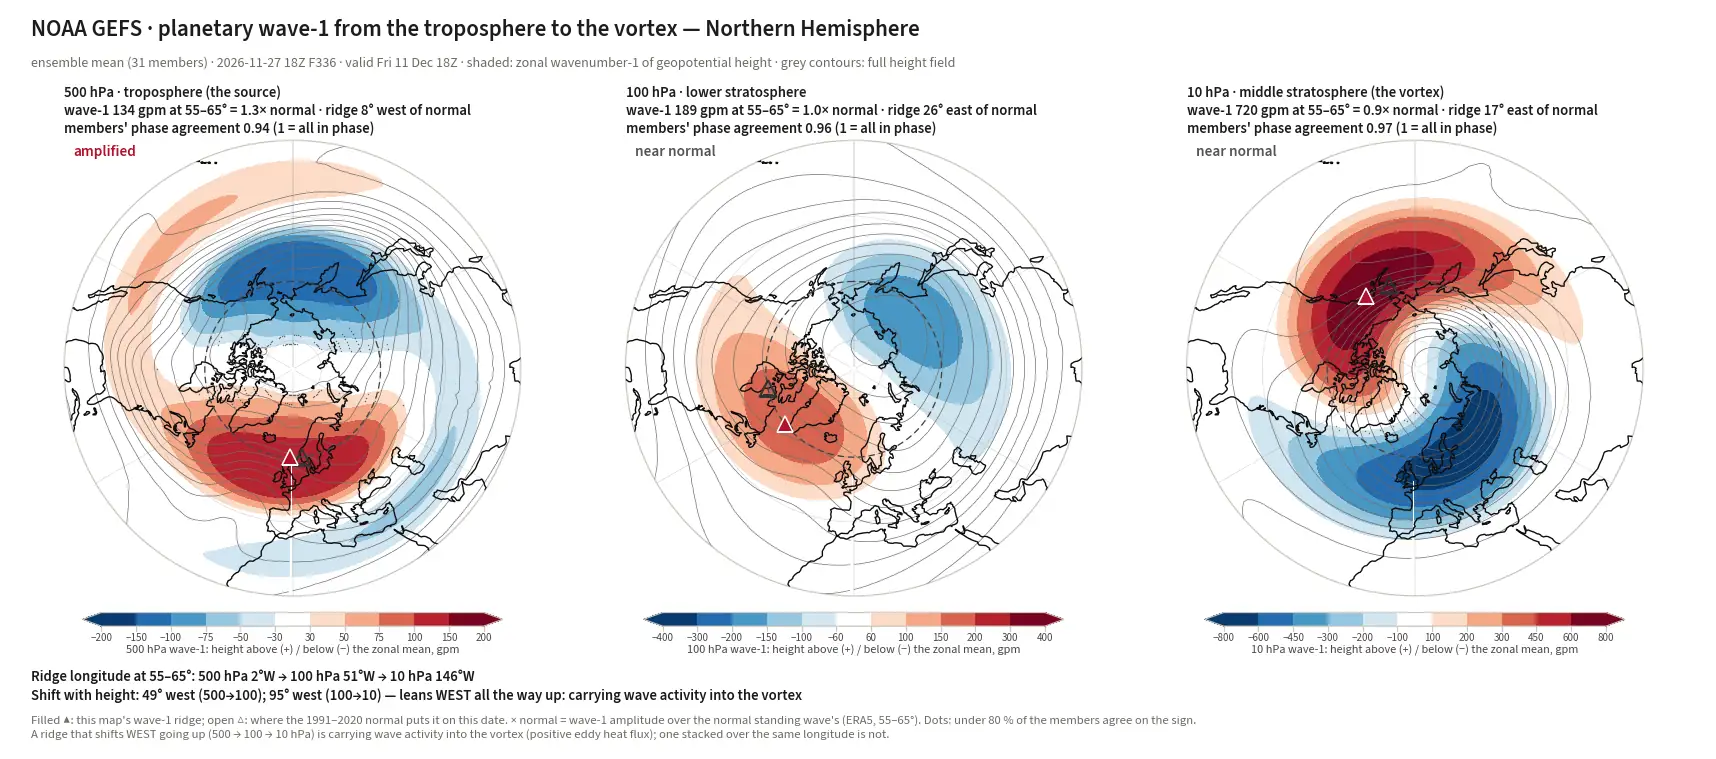 NOAA GEFS · planetary wave-1 from the troposphere to the vortex — Northern Hemisphere
ensemble mean (31 members) · 2026-11-27 18Z F336 · valid Fri 11 Dec 18Z · shaded: zonal wavenumber-1 of geopotential height · grey contours: full height field
500 hPa · troposphere (the source)
wave-1 134 gpm at 55–65° = 1.3× normal · ridge 8° west of normal
members' phase agreement 0.94 (1 = all in phase)
amplified
100 hPa · lower stratosphere
wave-1 189 gpm at 55–65° = 1.0× normal · ridge 26° east of normal
members' phase agreement 0.96 (1 = all in phase)
near normal
10 hPa · middle stratosphere (the vortex)
wave-1 720 gpm at 55–65° = 0.9× normal · ridge 17° east of normal
members' phase agreement 0.97 (1 = all in phase)
near normal
−200 −150 −100 −75 −50 −30 30 50 75 100 150 200
500 hPa wave-1: height above (+) / below (−) the zonal mean, gpm
−400 −300 −200 −150 −100 −60 60 100 150 200 300 400
100 hPa wave-1: height above (+) / below (−) the zonal mean, gpm
−800 −600 −450 −300 −200 −100 100 200 300 450 600 800
10 hPa wave-1: height above (+) / below (−) the zonal mean, gpm
Ridge longitude at 55–65°: 500 hPa 2°W → 100 hPa 51°W → 10 hPa 146°W
Shift with height: 49° west (500→100); 95° west (100→10) — leans WEST all the way up: carrying wave activity into the vortex
Filled ▲: this map's wave-1 ridge; open △: where the 1991–2020 normal puts it on this date. × normal = wave-1 amplitude over the normal standing wave's (ERA5, 55–65°). Dots: under 80 % of the members agree on the sign.
A ridge that shifts WEST going up (500 → 100 → 10 hPa) is carrying wave activity into the vortex (positive eddy heat flux); one stacked over the same longitude is not.